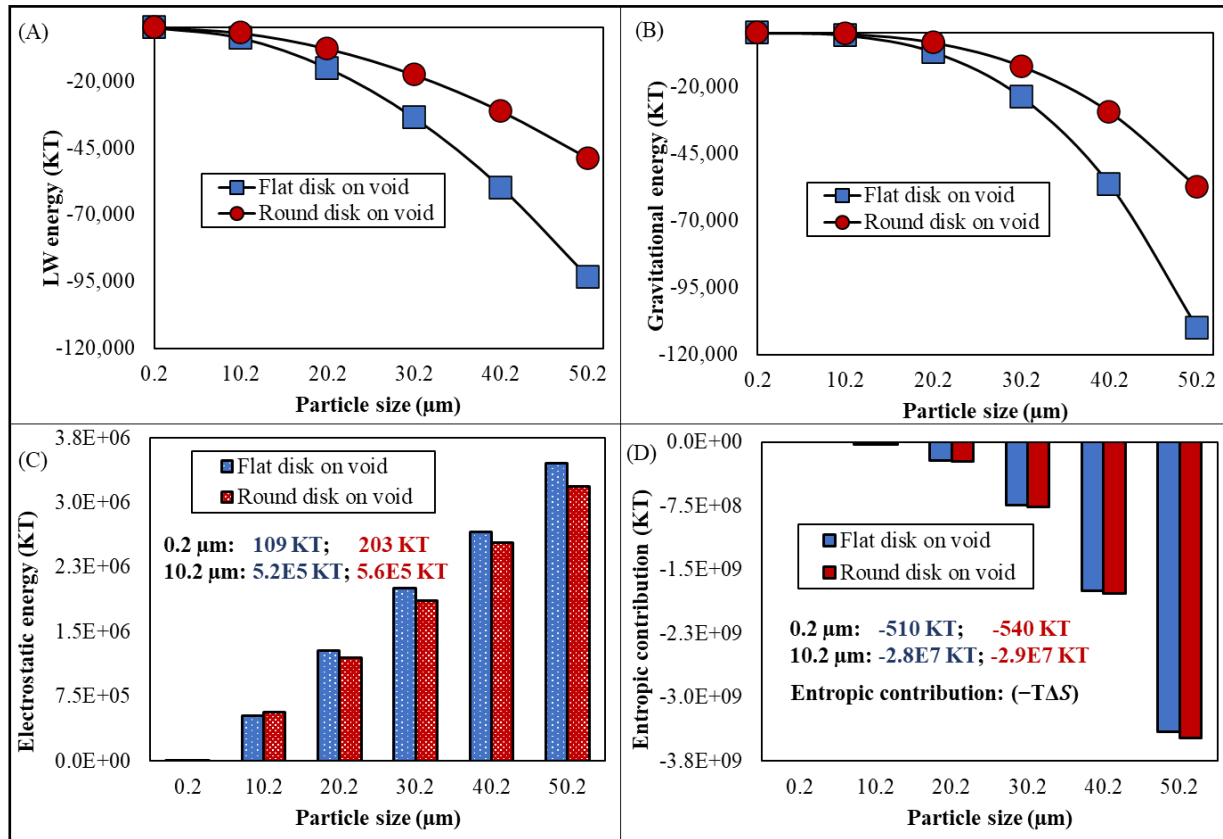 (A)
LW energy (KT)
-20,000
-45,000
-70,000
-95,000
-120,000
Flat disk on void
Round disk on void
0.2 10.2 20.2 30.2 40.2 50.2
Particle size (µm)
(B)
Gravitational energy (KT)
-20,000
-45,000
-70,000
-95,000
-120,000
Flat disk on void
Round disk on void
0.2 10.2 20.2 30.2 40.2 50.2
Particle size (µm)
(C)
Electrostatic energy (KT)
3.8E+06
3.0E+06
2.3E+06
1.5E+06
7.5E+05
0.0E+00
Flat disk on void
Round disk on void
0.2 µm: 109 KT; 203 KT
10.2 µm: 5.2E5 KT; 5.6E5 KT
0.2 10.2 20.2 30.2 40.2 50.2
Particle size (µm)
(D)
Entropic contribution (KT)
0.0E+00
-7.5E+08
-1.5E+09
-2.3E+09
-3.0E+09
-3.8E+09
Flat disk on void
Round disk on void
0.2 µm: -510 KT; -540 KT
10.2 µm: -2.8E7 KT; -2.9E7 KT
Entropic contribution: (−TΔS)
0.2 10.2 20.2 30.2 40.2 50.2
Particle size (µm)